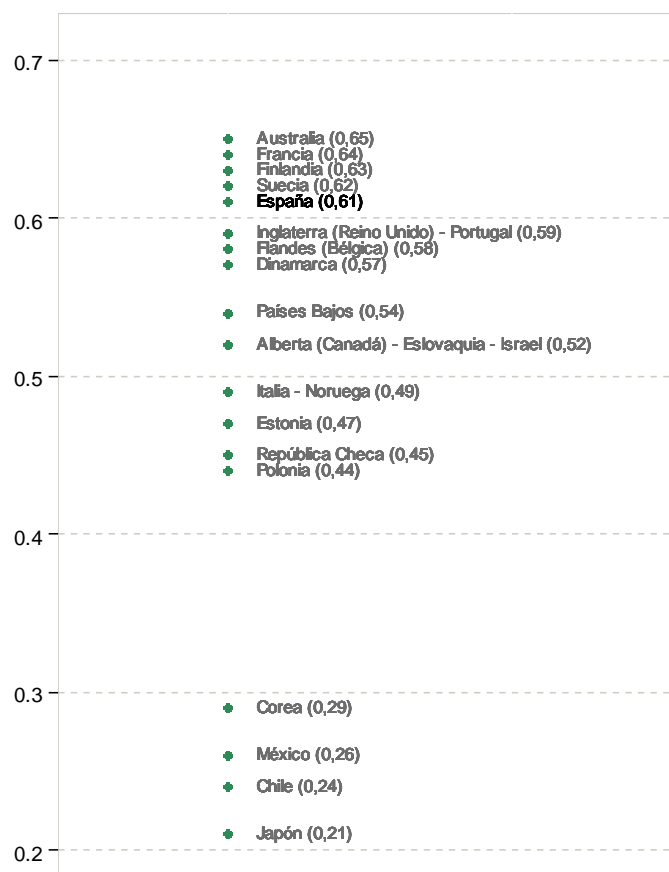 0.7
Australia (0,65)
Francia (0,64)
Finlandia (0,63)
Suecia (0,62)
España (0,61)
0.6
Inglaterra (Reino Unido) - Portugal (0,59)
Flandes (Bélgica) (0,58)
Dinamarca (0,57)
Países Bajos (0,54)
Alberta (Canadá) - Eslovaquia - Israel (0,52)
0.5
Italia - Noruega (0,49)
Estonia (0,47)
República Checa (0,45)
Polonia (0,44)
0.4
0.3
Corea (0,29)
México (0,26)
Chile (0,24)
Japón (0,21)
0.2